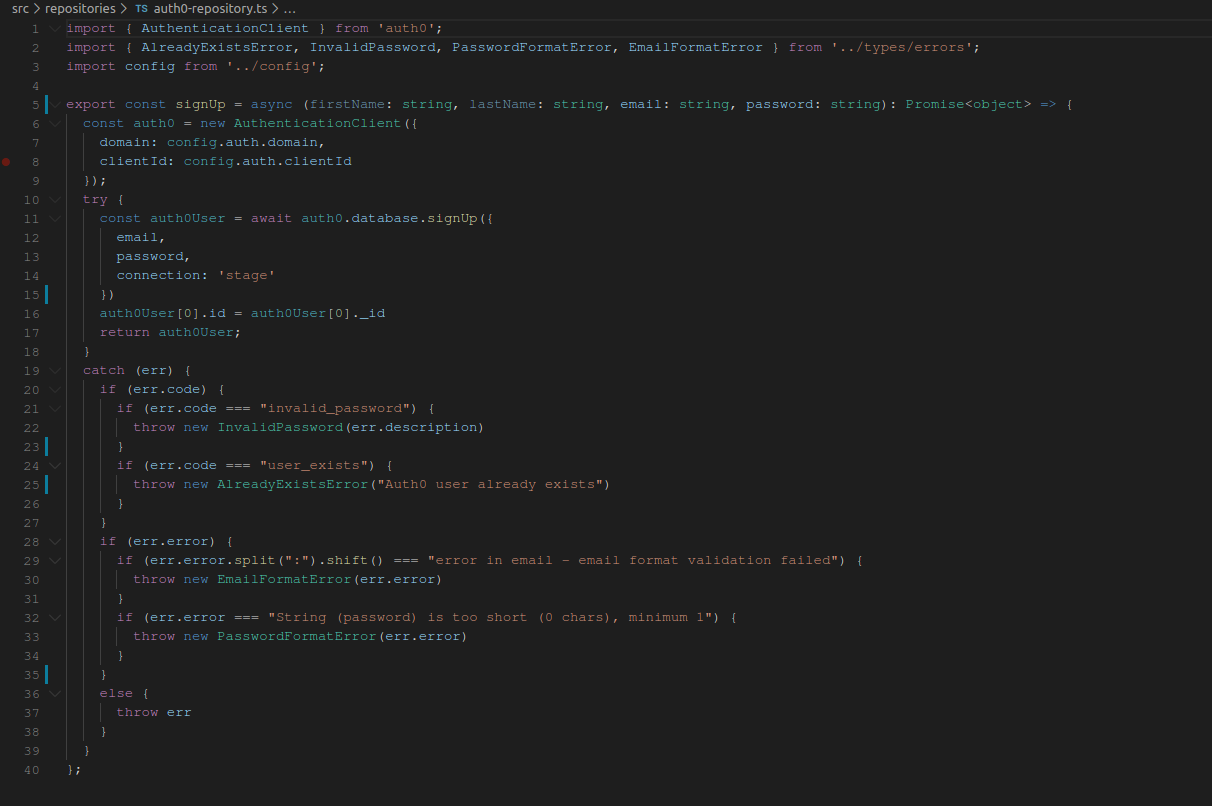 src > repositories > TS auth0-repository.ts > ...
1 import { AuthenticationClient } from 'auth0';
2 import { AlreadyExistsError, InvalidPassword, PasswordFormatError, EmailFormatError } from '../types/errors';
3 import config from '../config';
4
5 export const signUp = async (firstName: string, lastName: string, email: string, password: string): Promise<object> => {
6   const auth0 = new AuthenticationClient({
7     domain: config.auth.domain,
8     clientId: config.auth.clientId
9   });
10   try {
11     const auth0User = await auth0.database.signUp({
12       email,
13       password,
14       connection: 'stage'
15     })
16     auth0User[0].id = auth0User[0]._id
17     return auth0User;
18   }
19   catch (err) {
20     if (err.code) {
21       if (err.code === "invalid_password") {
22         throw new InvalidPassword(err.description)
23       }
24       if (err.code === "user_exists") {
25         throw new AlreadyExistsError("Auth0 user already exists")
26       }
27     }
28     if (err.error) {
29       if (err.error.split(":").shift() === "error in email - email format validation failed") {
30         throw new EmailFormatError(err.error)
31       }
32       if (err.error === "String (password) is too short (0 chars), minimum 1") {
33         throw new PasswordFormatError(err.error)
34       }
35     }
36     else {
37       throw err
38     }
39   }
40 };